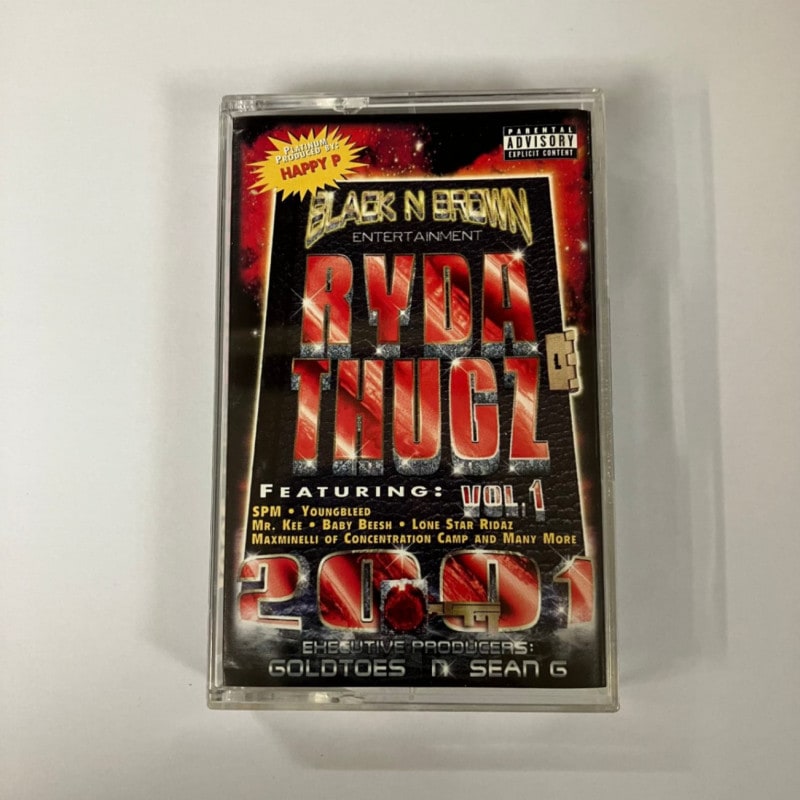 PLATINUM
PRODUCED BY:
HAPPY P
PARENTAL
ADVISORY
EXPLICIT CONTENT
BLACK N BROWN
ENTERTAINMENT
RYDA
THUGZ
FEATURING: VOL.1
SPM • YOUNGBLEED
MR. KEE • BABY BEESH • LONE STAR RIDAZ
MAXMINELLI OF CONCENTRATION CAMP AND MANY MORE
2001
EXECUTIVE PRODUCERS:
GOLDTOES N SEAN G